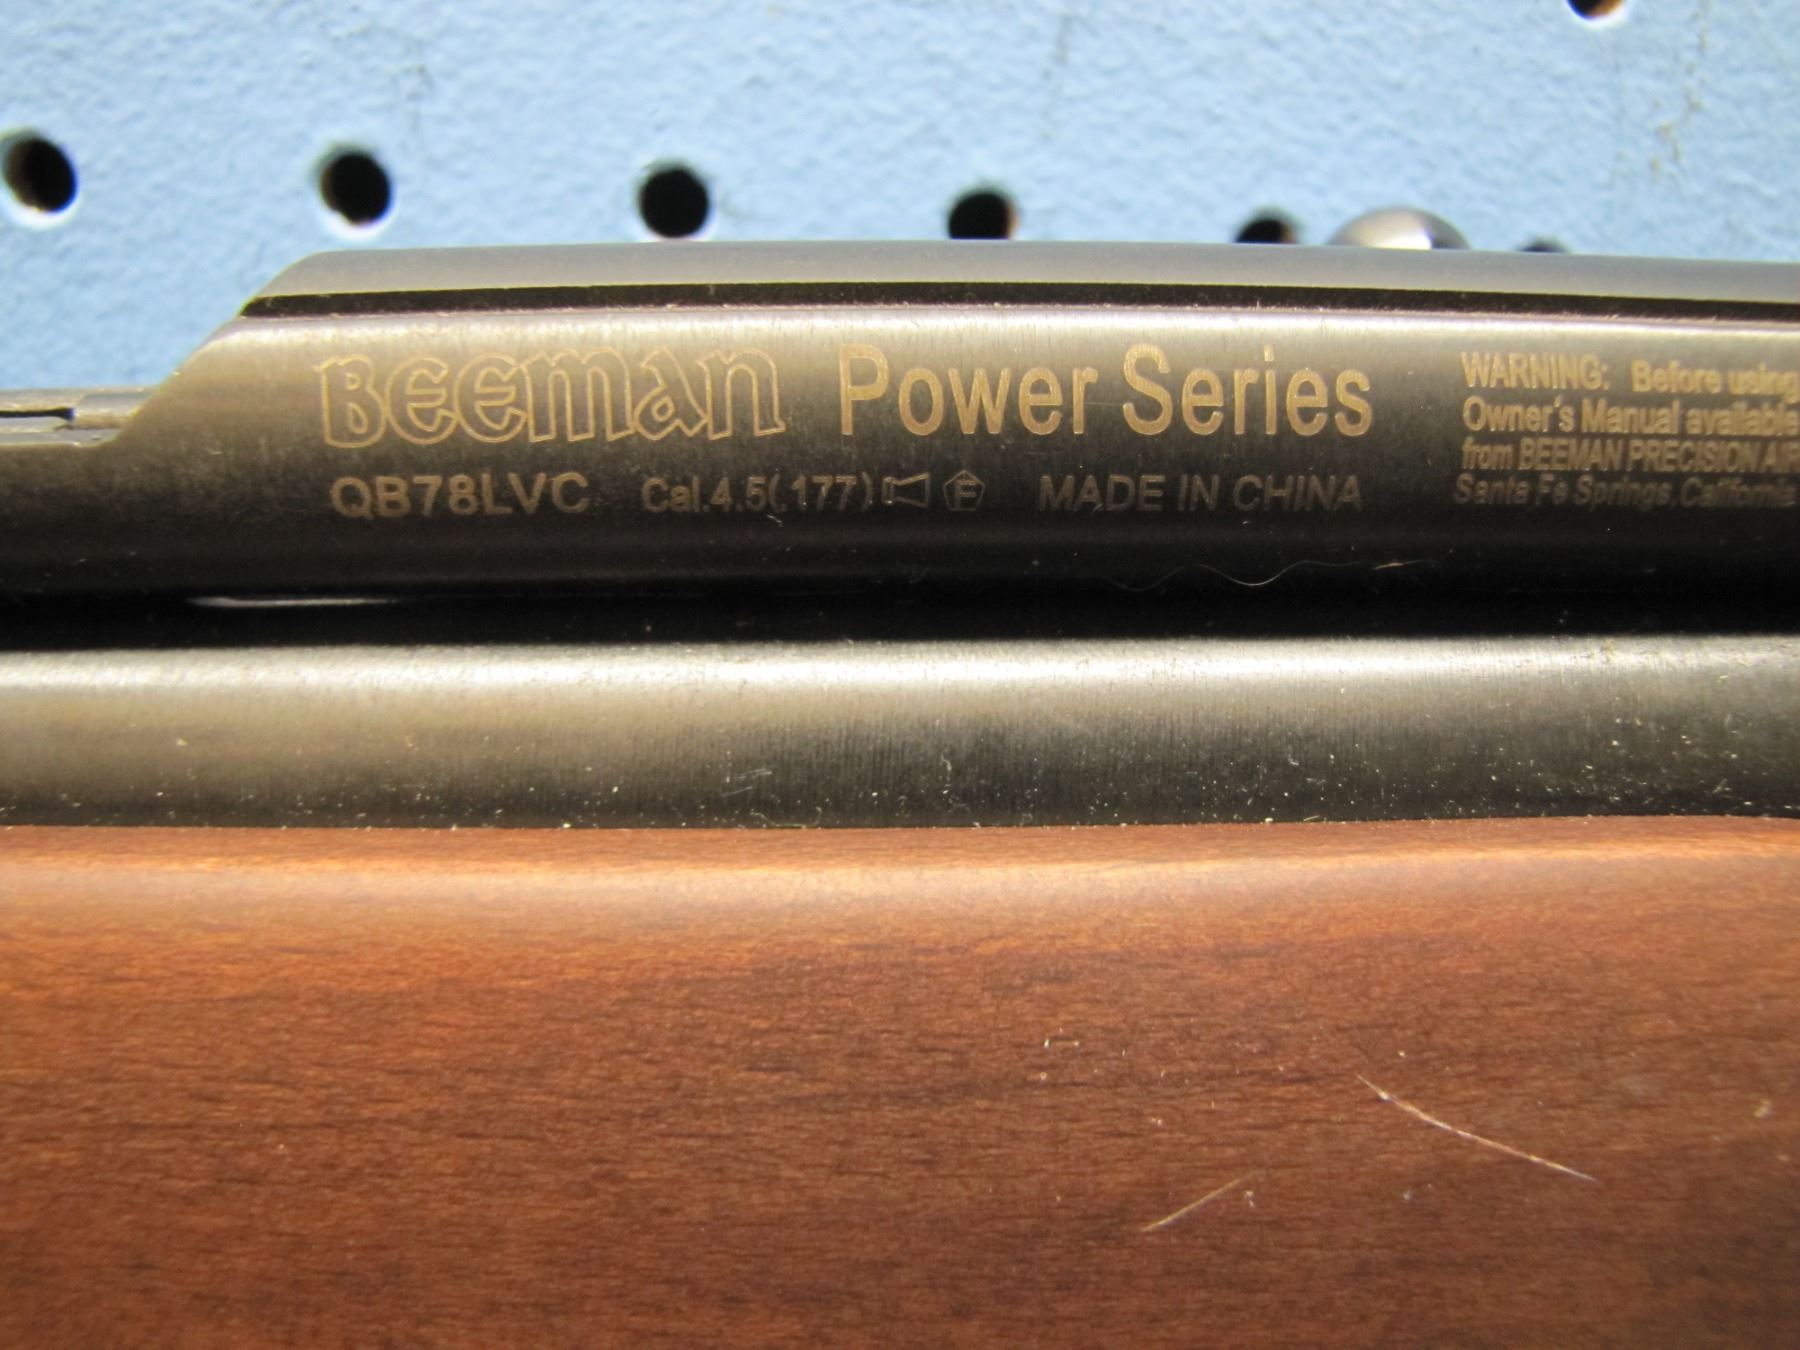 BEEMAN Power Series
QB78LVC Cal.4.5(.177) F MADE IN CHINA
WARNING: Before using
Owner's Manual available
from BEEMAN PRECISION AIR
Santa Fe Springs, California